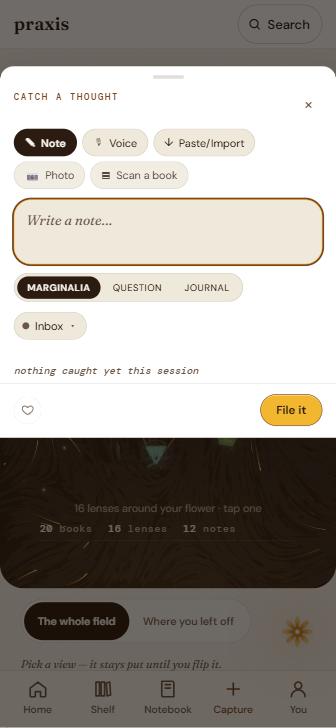 praxis
Search
CATCH A THOUGHT
×
Note Voice Paste/Import
Photo Scan a book
Write a note...
MARGINALIA QUESTION JOURNAL
Inbox
nothing caught yet this session
File it
16 lenses around your flower · tap one
20 books 16 lenses 12 notes
The whole field Where you left off
Pick a view — it stays put until you flip it.
Home Shelf Notebook Capture You